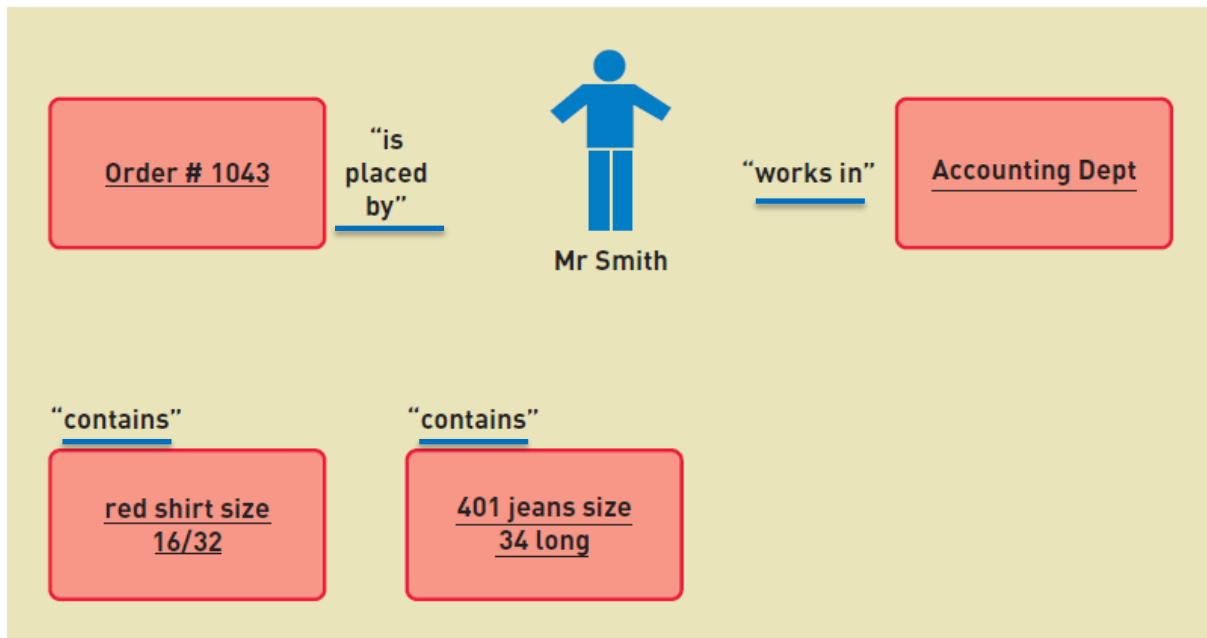 Order # 1043
“is
placed
by”
Mr Smith
“works in”
Accounting Dept
“contains”
red shirt size
16/32
“contains”
401 jeans size
34 long